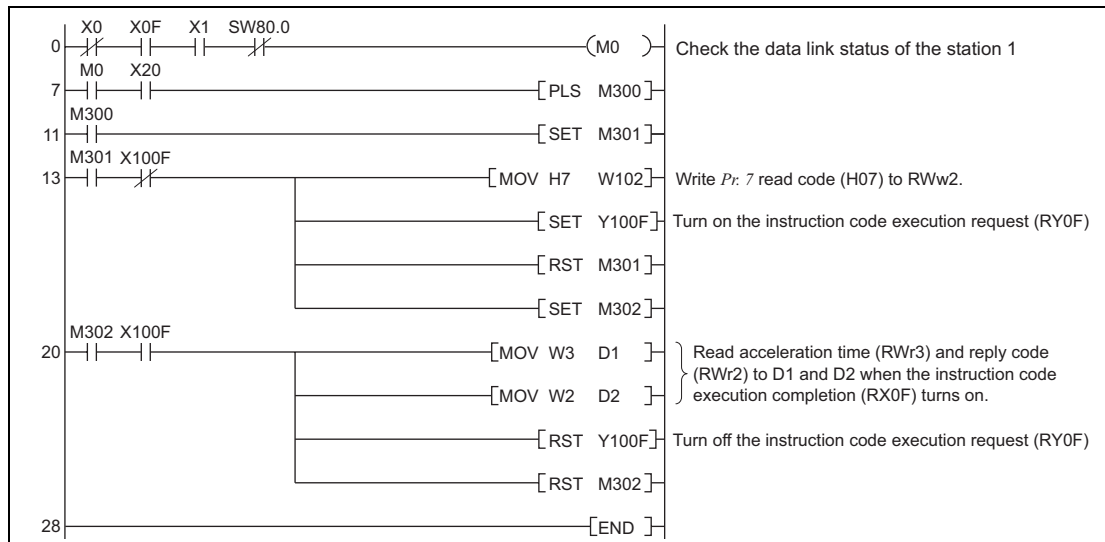 X0 X0F X1 SW80.0
0 M0 Check the data link status of the station 1
M0 X20
7 PLS M300
M300
11 SET M301
M301 X100F
13 MOV H7 W102 Write Pr. 7 read code (H07) to RWw2.
SET Y100F Turn on the instruction code execution request (RY0F)
RST M301
SET M302
M302 X100F
20 MOV W3 D1 Read acceleration time (RWr3) and reply code
(RWr2) to D1 and D2 when the instruction code
MOV W2 D2 execution completion (RX0F) turns on.
RST Y100F Turn off the instruction code execution request (RY0F)
RST M302
28 END